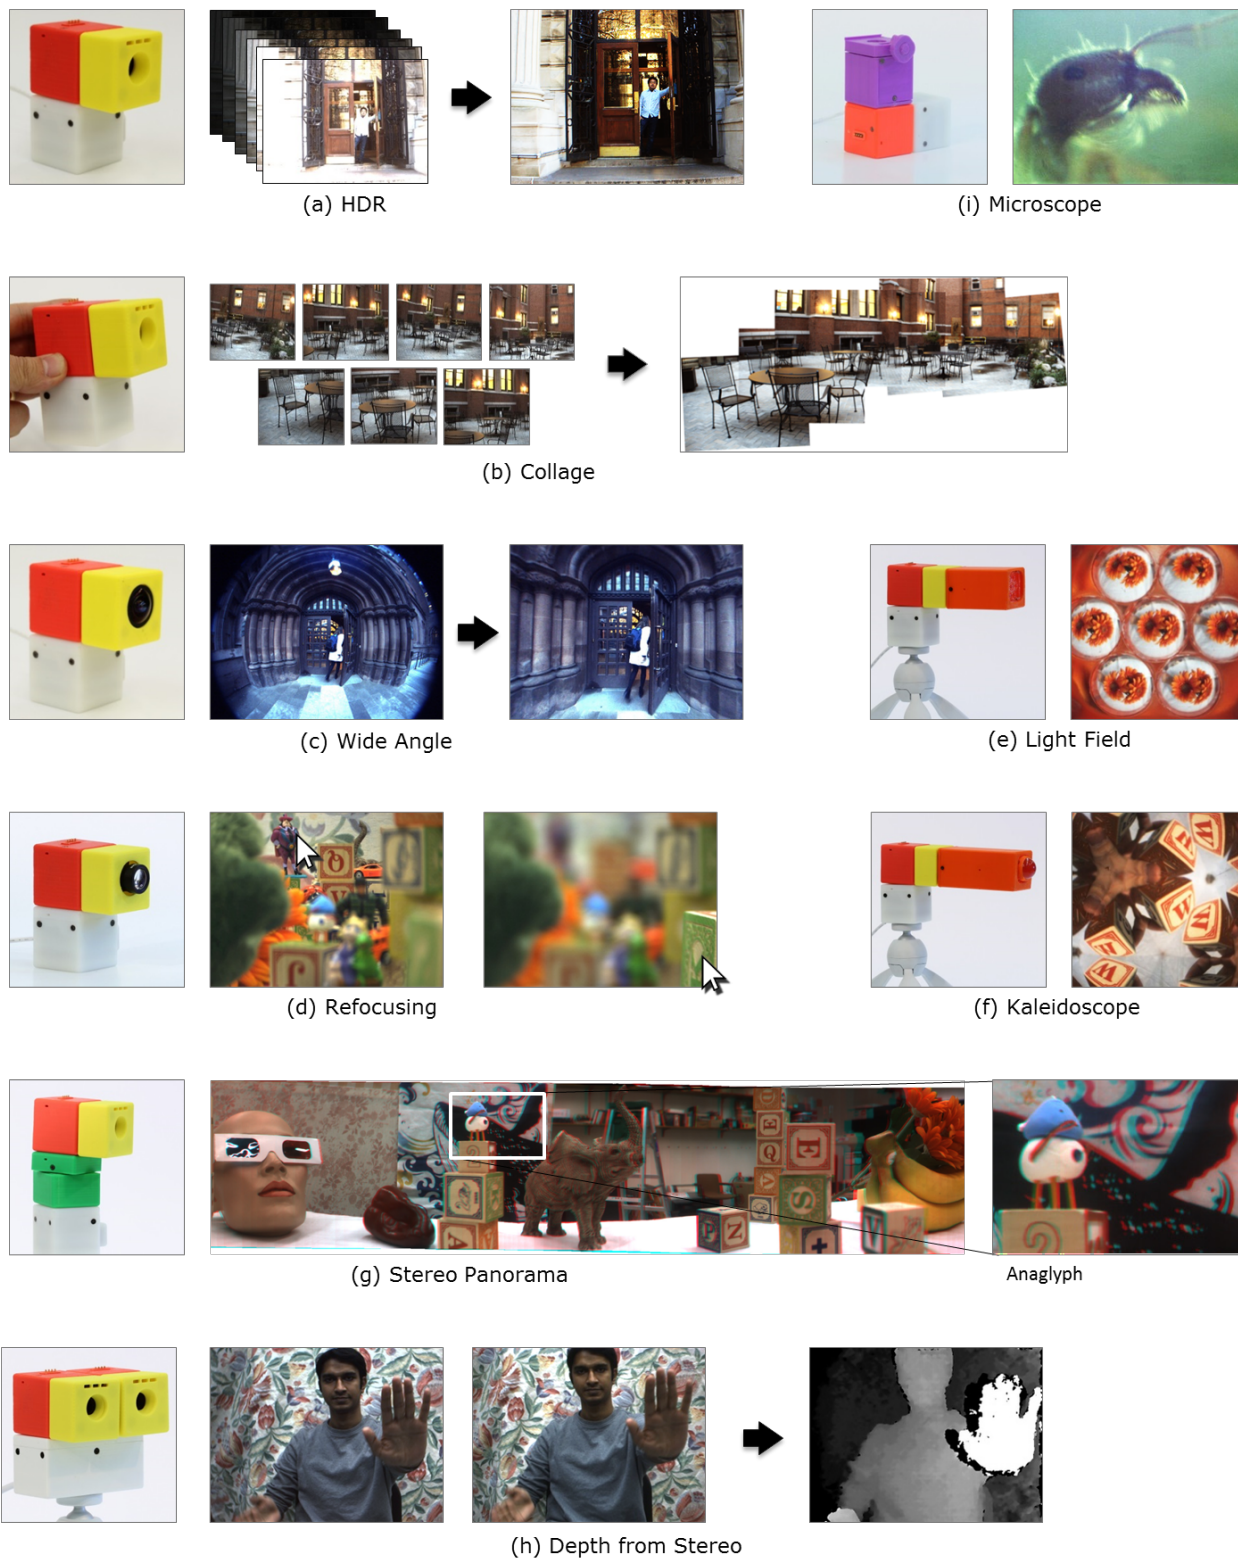 (a) HDR
(i) Microscope
(b) Collage
(c) Wide Angle
(e) Light Field
(d) Refocusing
(f) Kaleidoscope
(g) Stereo Panorama
Anaglyph
(h) Depth from Stereo